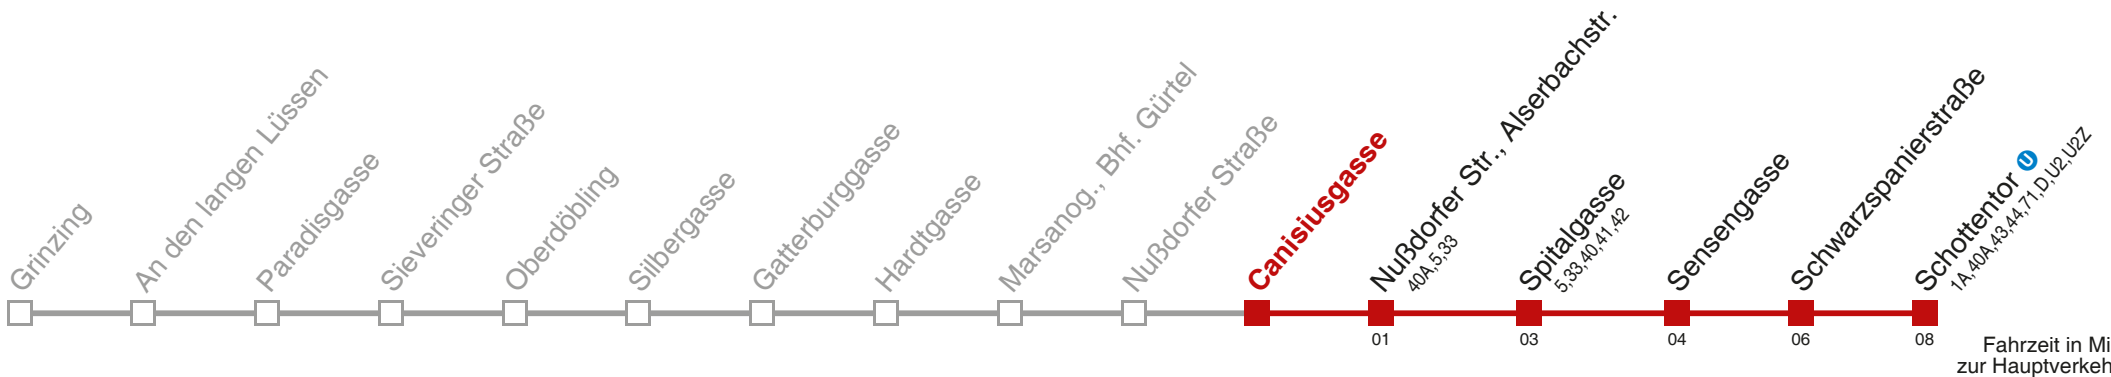 Grinzing
An den langen Lüssen
Paradisgasse
Sieveringer Straße
Oberdöbling
Silbergasse
Gatterburggasse
Hardtgasse
Marsanog., Bhf. Gürtel
Nußdorfer Straße
Canisiusgasse
Nußdorfer Str., Alserbachstr.
40A,5,33
Spitalgasse
5,33,40,41,42
Sensengasse
Schwarzspanierstraße
Schottentor U
1A,40A,43,44,71,D,U2,U2Z
01
03
04
06
08
Fahrzeit in Mi
zur Hauptverkeh